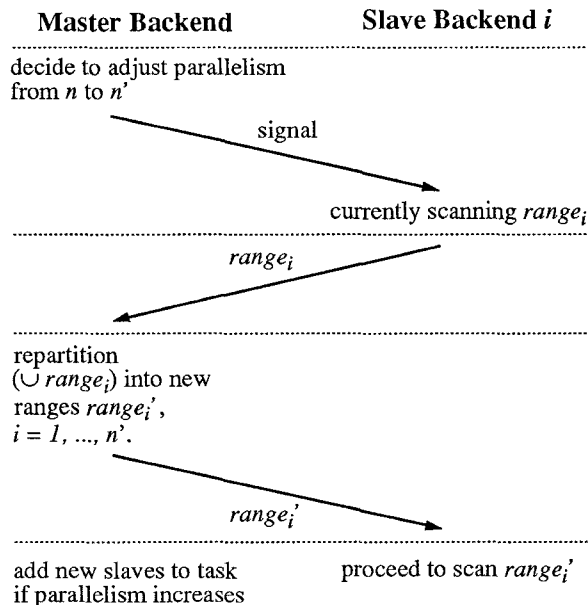 Master Backend
Slave Backend i
decide to adjust parallelism
from n to n'
signal
currently scanning rangeᵢ
rangeᵢ
repartition
(∪ rangeᵢ) into new
ranges rangeᵢ',
i = 1, ..., n'.
rangeᵢ'
add new slaves to task
if parallelism increases
proceed to scan rangeᵢ'